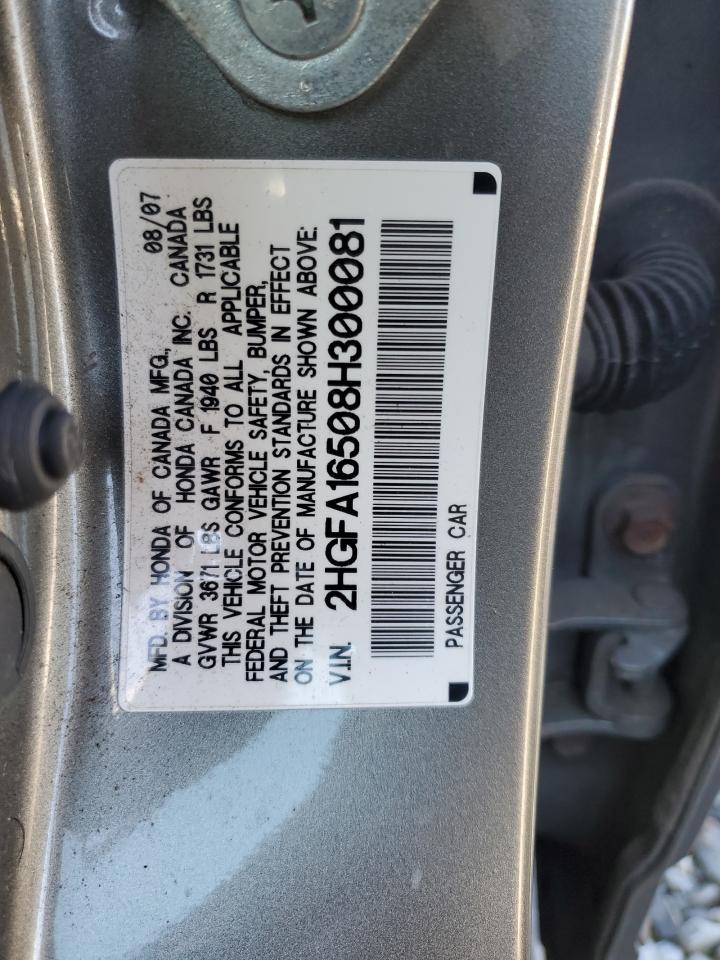 MFD. BY HONDA OF CANADA MFG., 08/07
A DIVISION OF HONDA CANADA INC. CANADA
GVWR 3671 LBS GAWR F 1940 LBS R 1731 LBS
THIS VEHICLE CONFORMS TO ALL APPLICABLE
FEDERAL MOTOR VEHICLE SAFETY, BUMPER,
AND THEFT PREVENTION STANDARDS IN EFFECT
ON THE DATE OF MANUFACTURE SHOWN ABOVE:
V.I.N. 2HGFA16508H300081
PASSENGER CAR